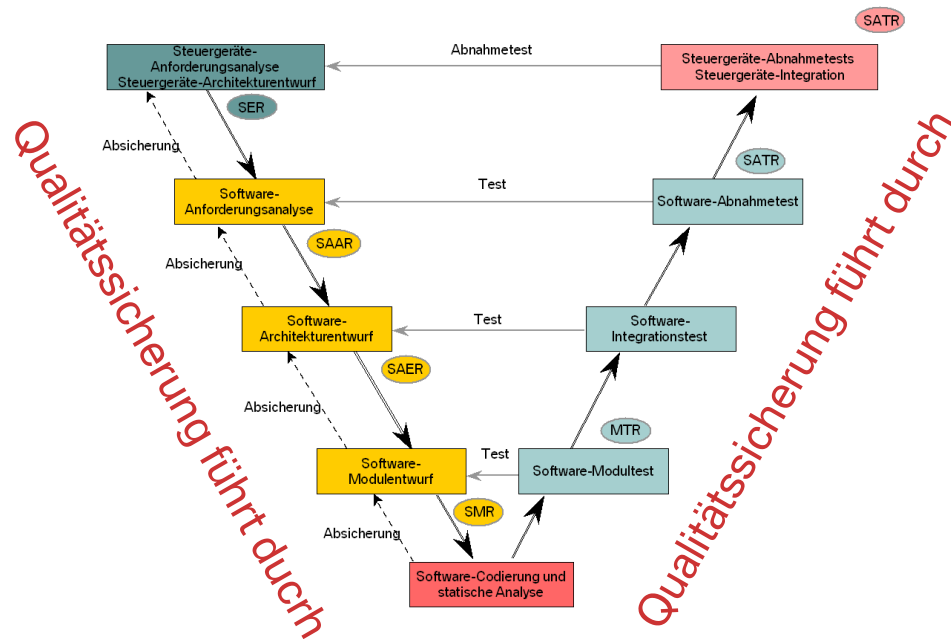 SATR
Steuergeräte-
Anforderungsanalyse
Steuergeräte-Architekturentwurf
Abnahmetest
Steuergeräte-Abnahmetests
Steuergeräte-Integration
SER
Absicherung
SATR
Software-
Anforderungsanalyse
Test
Software-Abnahmetest
SAAR
Absicherung
Software-
Architekturentwurf
Test
Software-
Integrationstest
SAER
Absicherung
MTR
Software-
Modulentwurf
Test
Software-Modultest
SMR
Absicherung
Software-Codierung und
statische Analyse
Qualitätssicherung führt ducrh
Qualitätssicherung führt durch